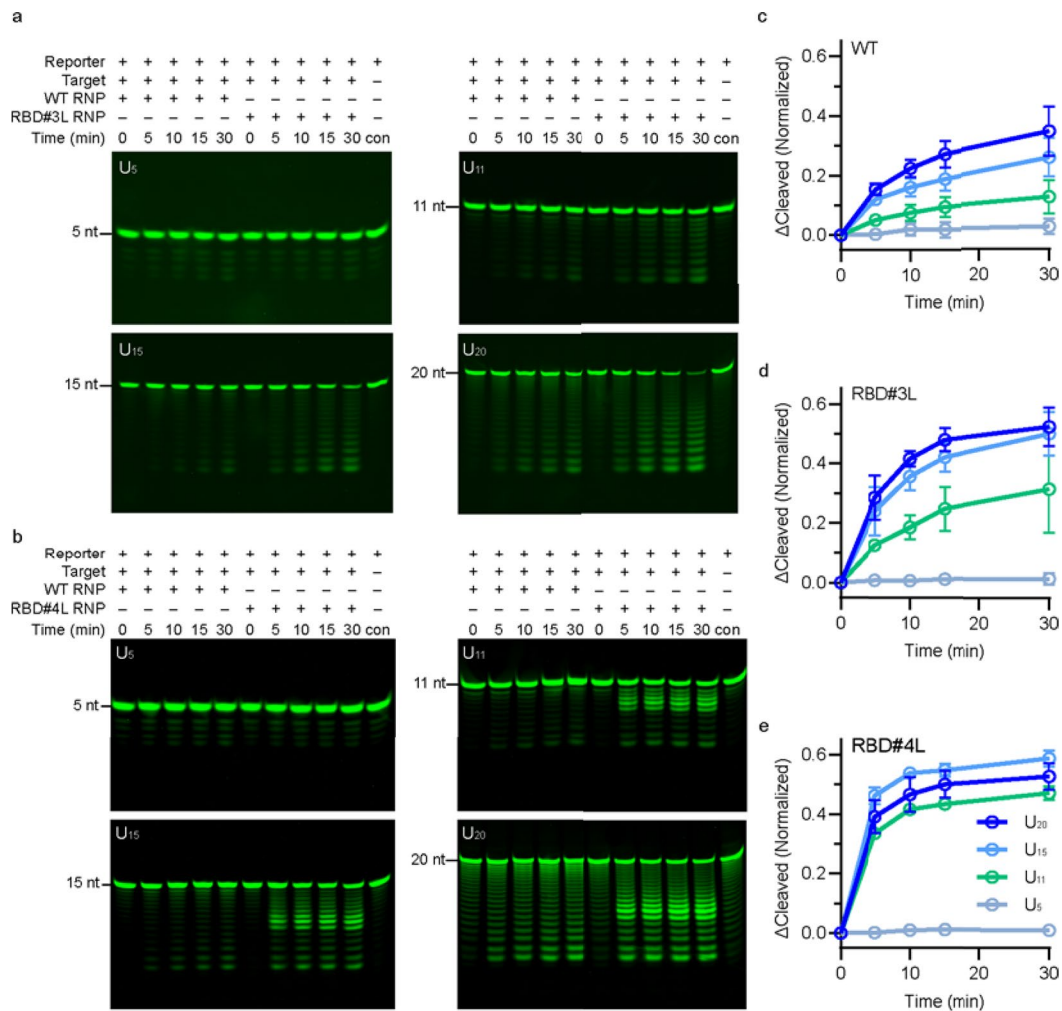 a
Reporter + + + + + + + + + + +
Target + + + + + + + + + + –
WT RNP + + + + + – – – – – –
RBD#3L RNP – – – – – + + + + + –
Time (min) 0 5 10 15 30 0 5 10 15 30 con
U5
5 nt
U15
15 nt
+ + + + + + + + + + +
+ + + + + + + + + + –
+ + + + + – – – – – –
– – – – – + + + + + –
0 5 10 15 30 0 5 10 15 30 con
U11
11 nt
U20
20 nt
b
Reporter + + + + + + + + + + +
Target + + + + + + + + + + –
WT RNP + + + + + – – – – – –
RBD#4L RNP – – – – – + + + + + –
Time (min) 0 5 10 15 30 0 5 10 15 30 con
U5
5 nt
U15
15 nt
+ + + + + + + + + + +
+ + + + + + + + + + –
+ + + + + – – – – – –
– – – – – + + + + + –
0 5 10 15 30 0 5 10 15 30 con
U11
11 nt
U20
20 nt
c
WT
ΔCleaved (Normalized)
0.6
0.4
0.2
0.0
0 10 20 30
Time (min)
d
RBD#3L
ΔCleaved (Normalized)
0.6
0.4
0.2
0.0
0 10 20 30
Time (min)
e
RBD#4L
ΔCleaved (Normalized)
0.6
0.4
0.2
0.0
U20
U15
U11
U5
0 10 20 30
Time (min)